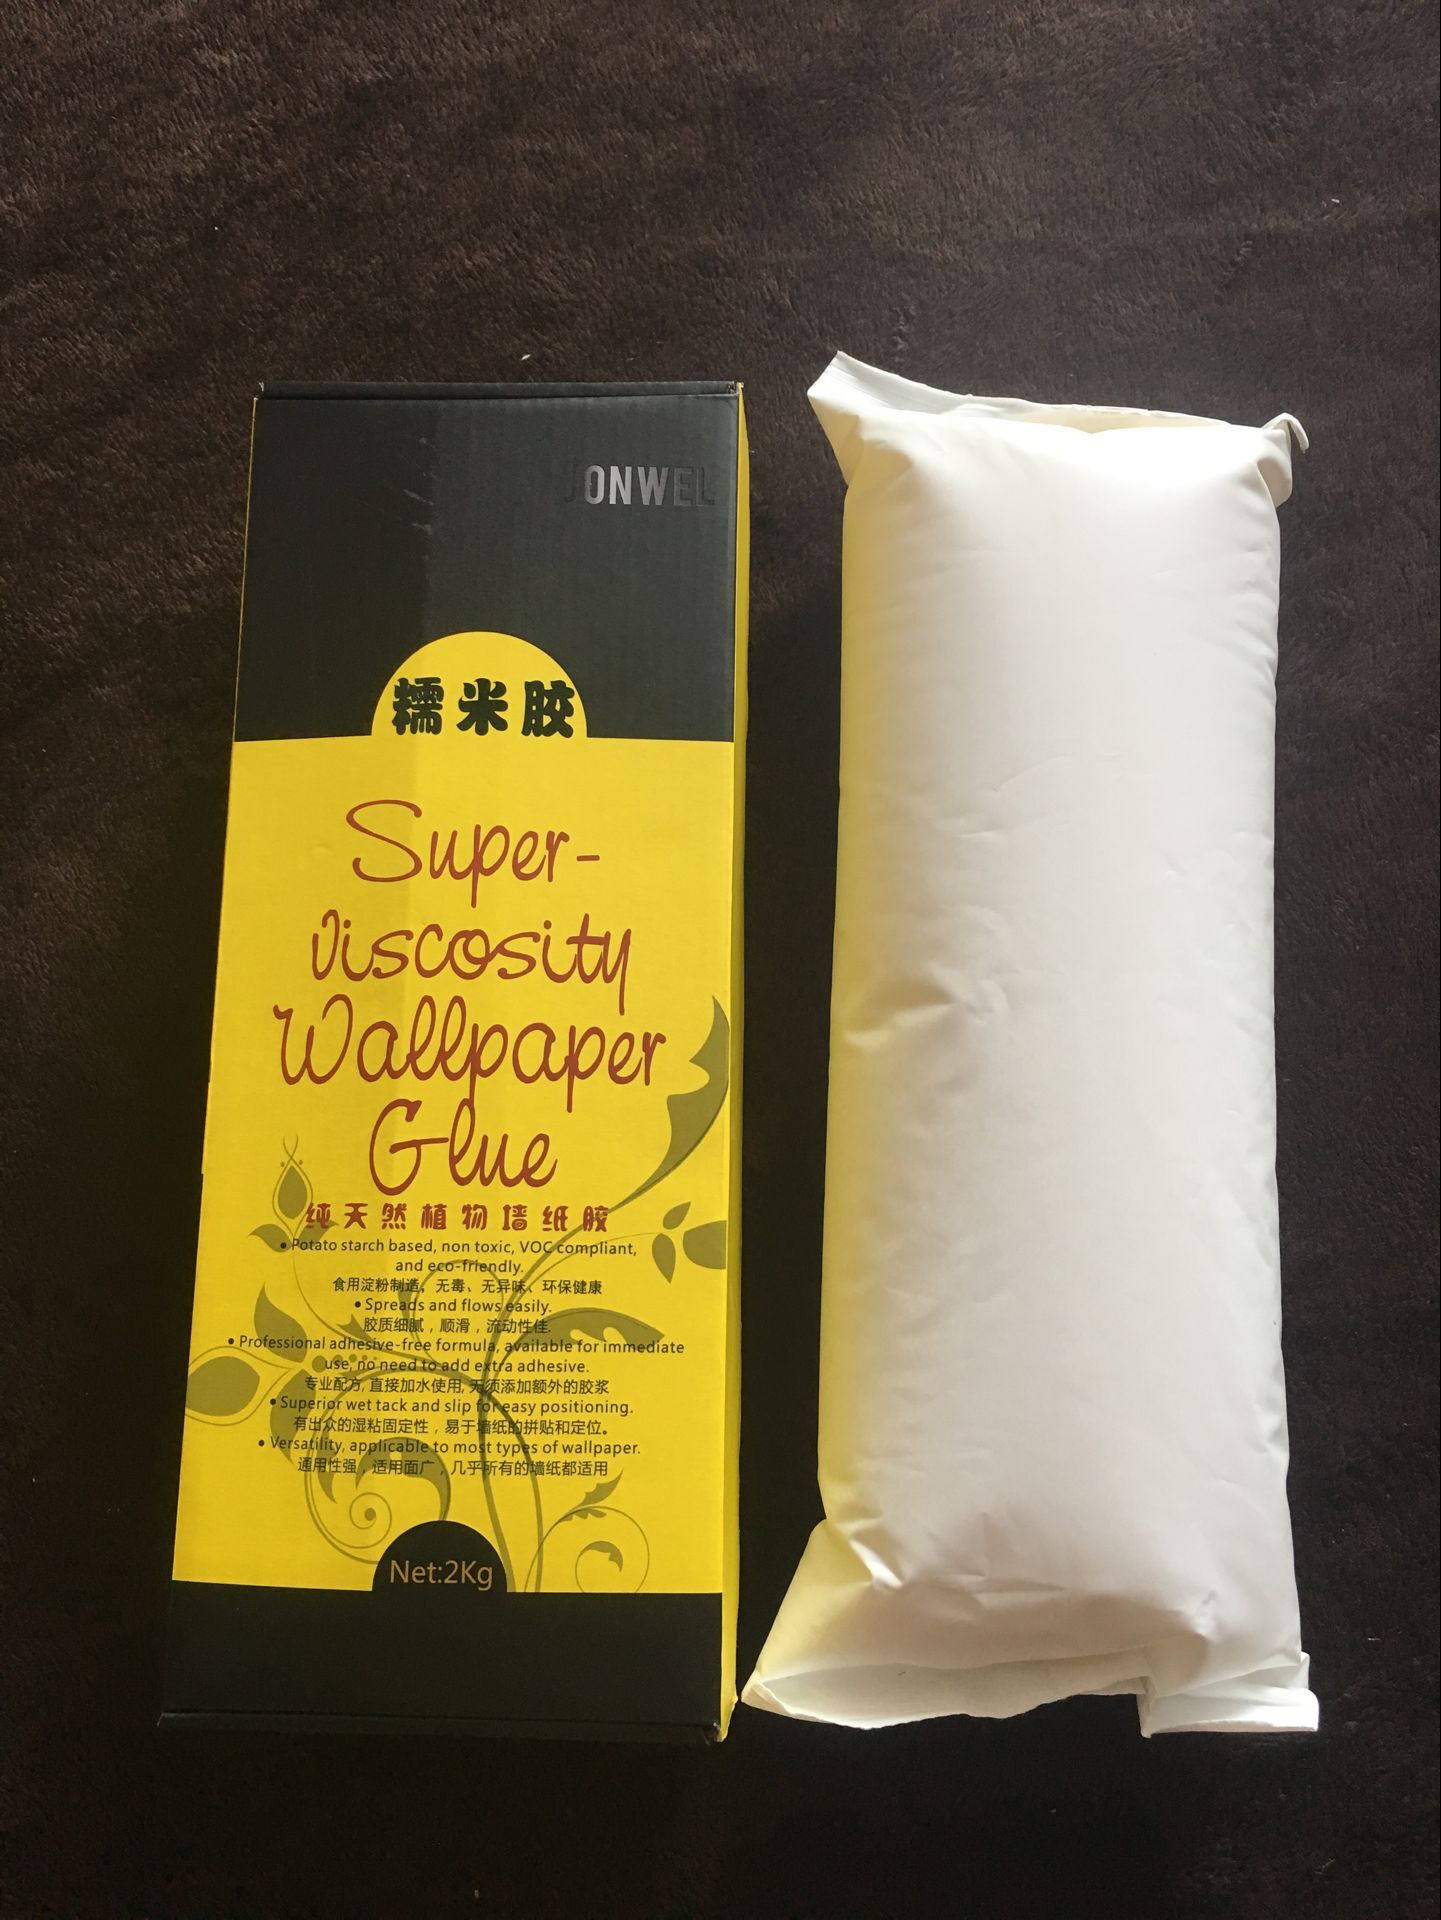 JONWEL
糯米胶
Super-
Viscosity
Wallpaper
Glue
纯天然植物墙纸胶
• Potato starch based, non toxic, VOC compliant,
and eco-friendly.
食用淀粉制造，无毒、无异味、环保健康
• Spreads and flows easily.
胶质细腻，顺滑，流动性佳.
• Professional adhesive-free formula, available for immediate
use, no need to add extra adhesive.
专业配方, 直接加水使用, 无须添加额外的胶浆
• Superior wet tack and slip for easy positioning.
有出众的湿粘固定性，易于墙纸的拼贴和定位。
• Versatility, applicable to most types of wallpaper.
通用性强，适用面广，几乎所有的墙纸都适用
Net:2Kg